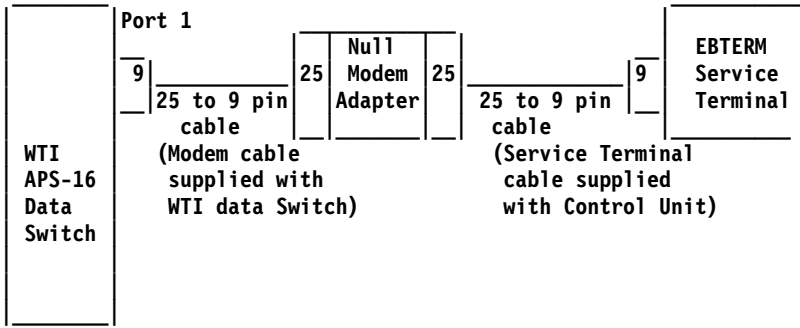 Port 1
Null EBTERM
9 25 Modem 25 9 Service
25 to 9 pin Adapter 25 to 9 pin Terminal
cable cable
WTI (Modem cable (Service Terminal
APS-16 supplied with cable supplied
Data WTI data Switch) with Control Unit)
Switch